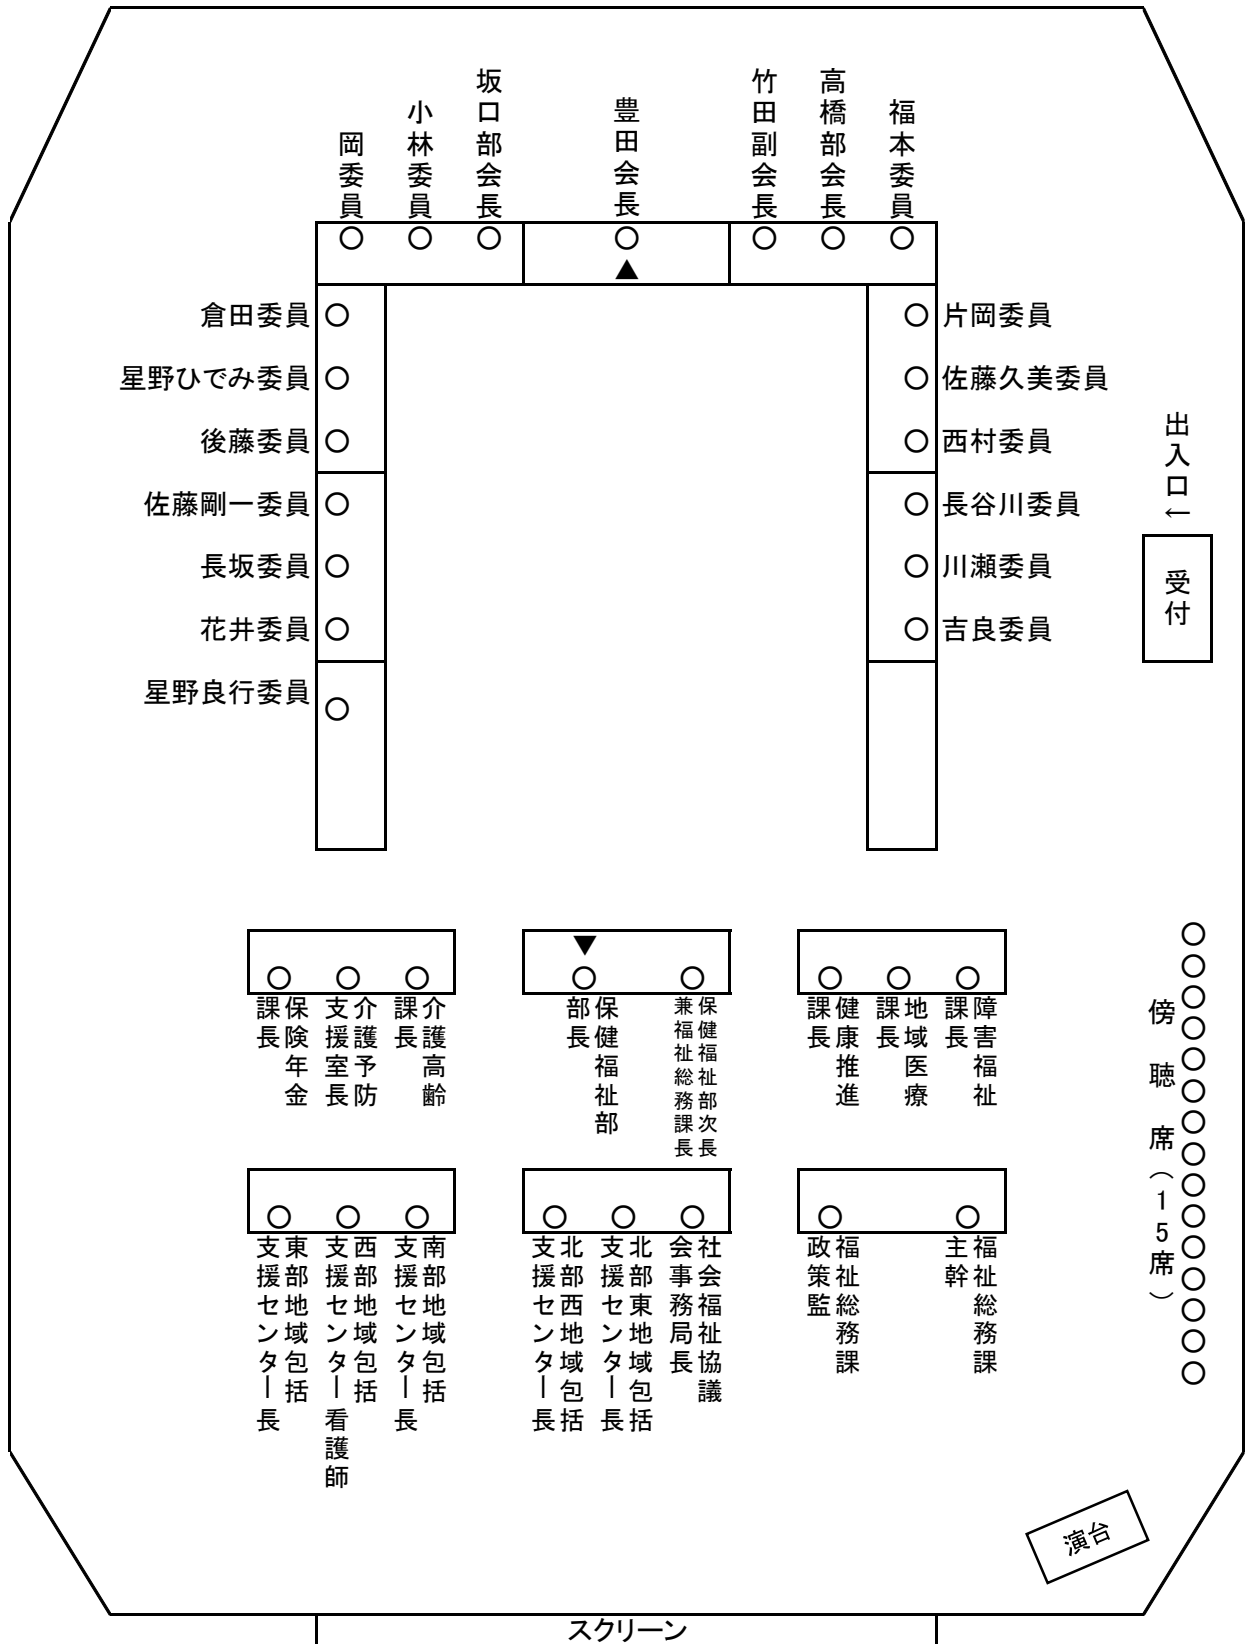 岡委員
小林委員
坂口部会長
豊田会長
竹田副会長
高橋部会長
福本委員
▲
倉田委員
星野ひでみ委員
後藤委員
佐藤剛一委員
長坂委員
花井委員
星野良行委員
片岡委員
佐藤久美委員
西村委員
長谷川委員
川瀬委員
吉良委員
出入口←
受付
▼
保険年金
課長
介護予防
支援室長
介護高齢
課長
保健福祉部
部長
保健福祉部次長
兼福祉総務課長
健康推進
課長
地域医療
課長
障害福祉
課長
傍聴席（15席）
東部地域包括
支援センター長
西部地域包括
支援センター看護師
南部地域包括
支援センター長
北部西地域包括
支援センター長
北部東地域包括
支援センター長
社会福祉協議
会事務局長
福祉総務課
政策監
福祉総務課
主幹
演台
スクリーン